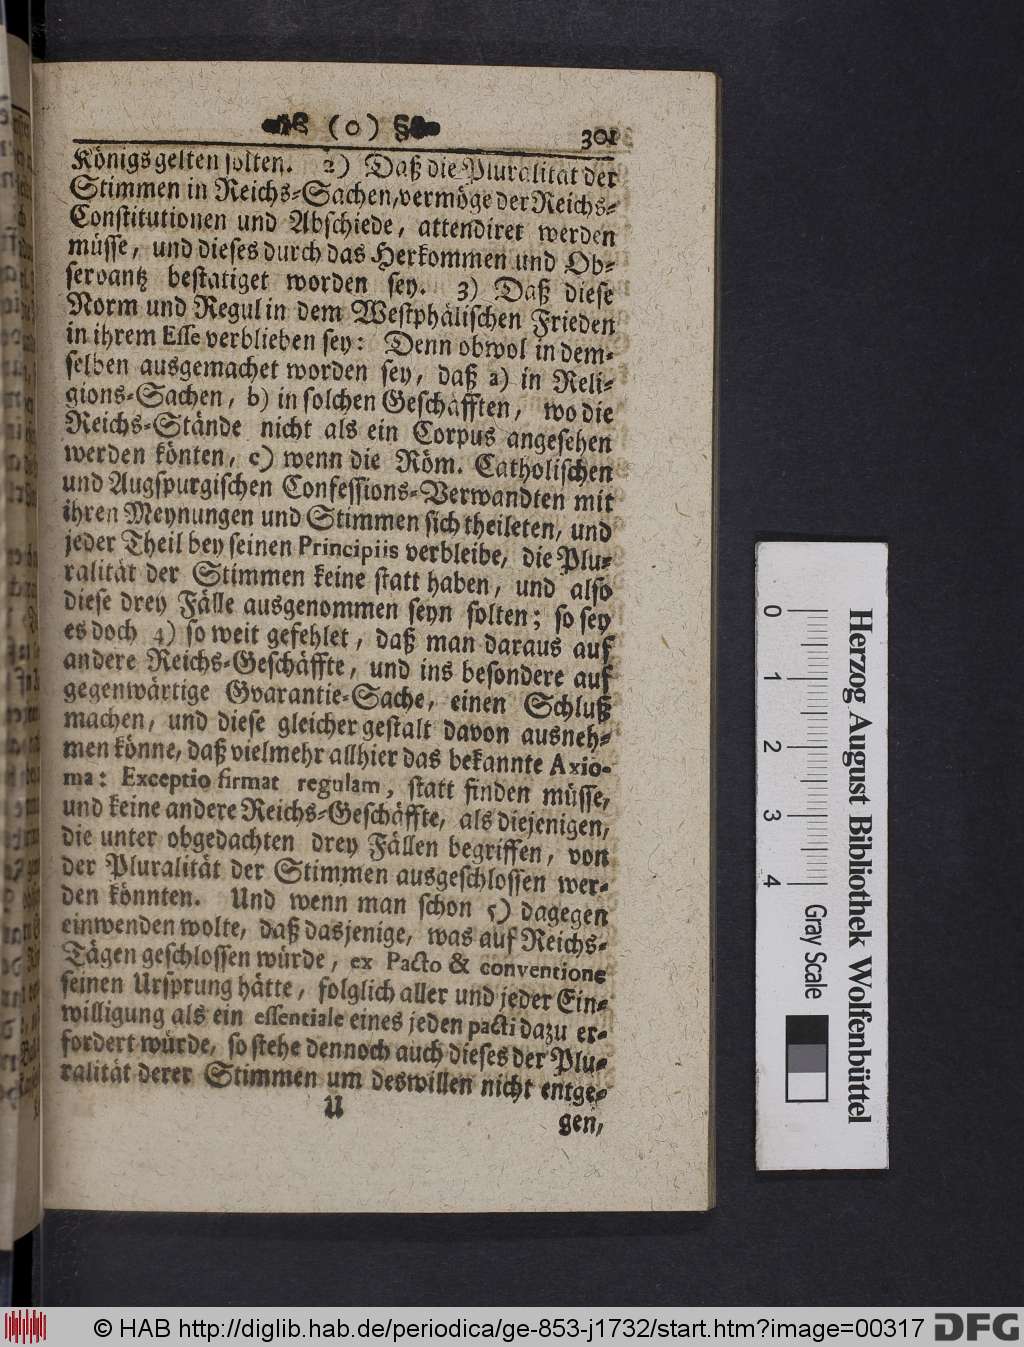 ( o )
301
Königs gelten solten. 2) Daß die Pluralität der
Stimmen in Reichs-Sachen, vermöge der Reichs-
Constitutionen und Abschiede, attendiret werden
müsse, und dieses durch das Herkommen und Ob-
servantz bestatiget worden sey. 3) Daß diese
Norm und Regul in dem Westphälischen Frieden
in ihrem Esse verblieben sey: Denn obwol in dem-
selben ausgemachet worden sey, daß a) in Reli-
gions-Sachen, b) in solchen Geschäfften, wo die
Reichs-Stände nicht als ein Corpus angesehen
werden könten, c) wenn die Röm. Catholischen
und Augspurgischen Confessions-Verwandten mit
ihren Meynungen und Stimmen sich theileten, und
jeder Theil bey seinen Principiis verbleibe, die Plu-
ralität der Stimmen keine statt haben, und also
diese drey Fälle ausgenommen seyn solten; so sey
es doch 4) so weit gefehlet, daß man daraus auf
andere Reichs-Geschäffte, und ins besondere auf
gegenwärtige Gvarantie-Sache, einen Schluß
machen, und diese gleicher gestalt davon ausneh-
men könne, daß vielmehr allhier das bekannte Axio-
ma: Exceptio firmat regulam, statt finden müsse,
und keine andere Reichs-Geschäffte, als diejenigen,
die unter obgedachten drey Fällen begriffen, von
der Pluralität der Stimmen ausgeschlossen wer-
den könnten. Und wenn man schon 5) dagegen
einwenden wolte, daß dasjenige, was auf Reichs-
Tägen geschlossen würde, ex Pacto & conventione
seinen Ursprung hätte, folglich aller und jeder Ein-
willigung als ein essentiale eines jeden pacti dazu er-
fordert würde, so stehe dennoch auch dieses der Plu-
ralität derer Stimmen um deswillen nicht entge-
U
gen,
0 1 2 3 4
Herzog August Bibliothek Wolfenbüttel
Gray Scale
© HAB http://diglib.hab.de/periodica/ge-853-j1732/start.htm?image=00317
DFG